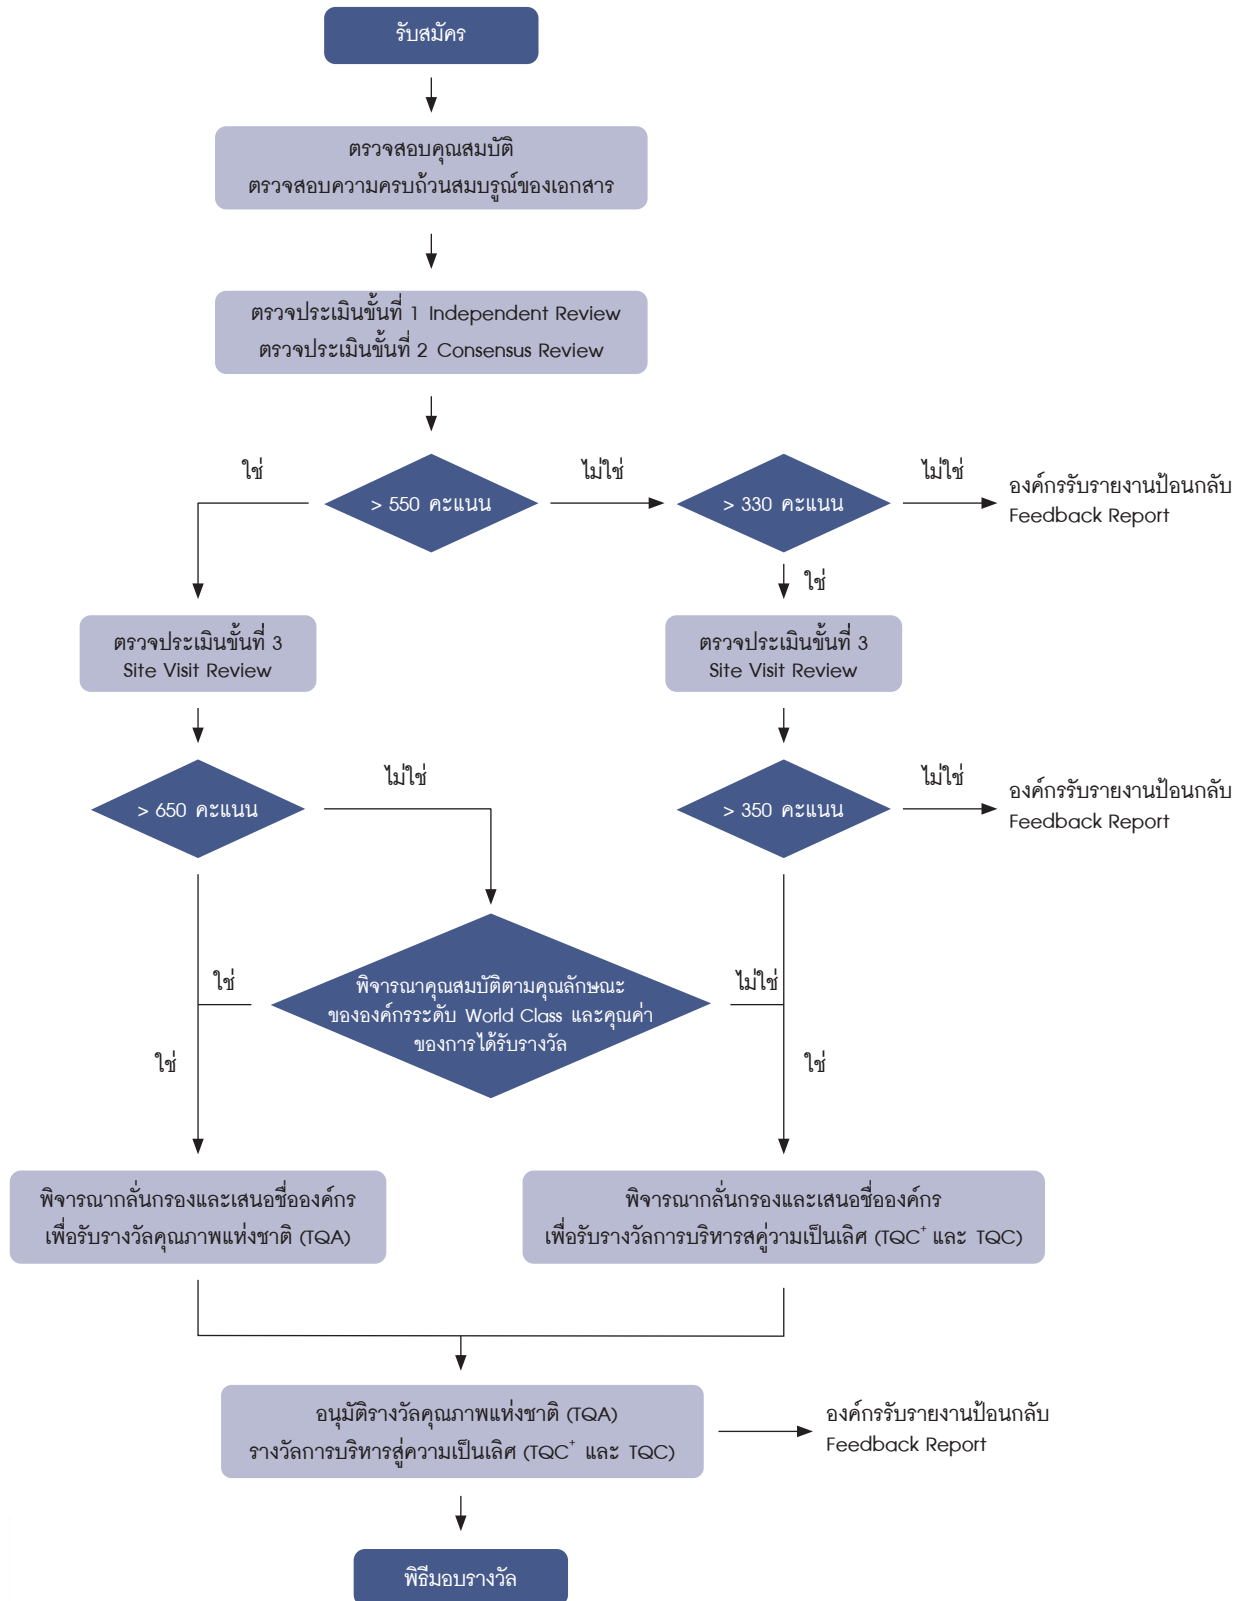 รับสมัคร
ตรวจสอบคุณสมบัติ
ตรวจสอบความครบถ้วนสมบรูณ์ของเอกสาร
ตรวจประเมินขั้นที่ 1 Independent Review
ตรวจประเมินขั้นที่ 2 Consensus Review
ใช่
> 550 คะแนน
ไม่ใช่
> 330 คะแนน
ไม่ใช่
องค์กรรับรายงานป้อนกลับ
Feedback Report
ใช่
ตรวจประเมินขั้นที่ 3
Site Visit Review
ตรวจประเมินขั้นที่ 3
Site Visit Review
> 650 คะแนน
ไม่ใช่
> 350 คะแนน
ไม่ใช่
องค์กรรับรายงานป้อนกลับ
Feedback Report
ใช่
พิจารณาคุณสมบัติตามคุณลักษณะ
ขององค์กรระดับ World Class และคุณค่า
ของการได้รับรางวัล
ไม่ใช่
ใช่
ใช่
พิจารณากลั่นกรองและเสนอชื่อองค์กร
เพื่อรับรางวัลคุณภาพแห่งชาติ (TQA)
พิจารณากลั่นกรองและเสนอชื่อองค์กร
เพื่อรับรางวัลการบริหารสคู่วามเป็นเลิศ (TQC⁺ และ TQC)
อนุมัติรางวัลคุณภาพแห่งชาติ (TQA)
รางวัลการบริหารสู่ความเป็นเลิศ (TQC⁺ และ TQC)
องค์กรรับรายงานป้อนกลับ
Feedback Report
พิธีมอบรางวัล